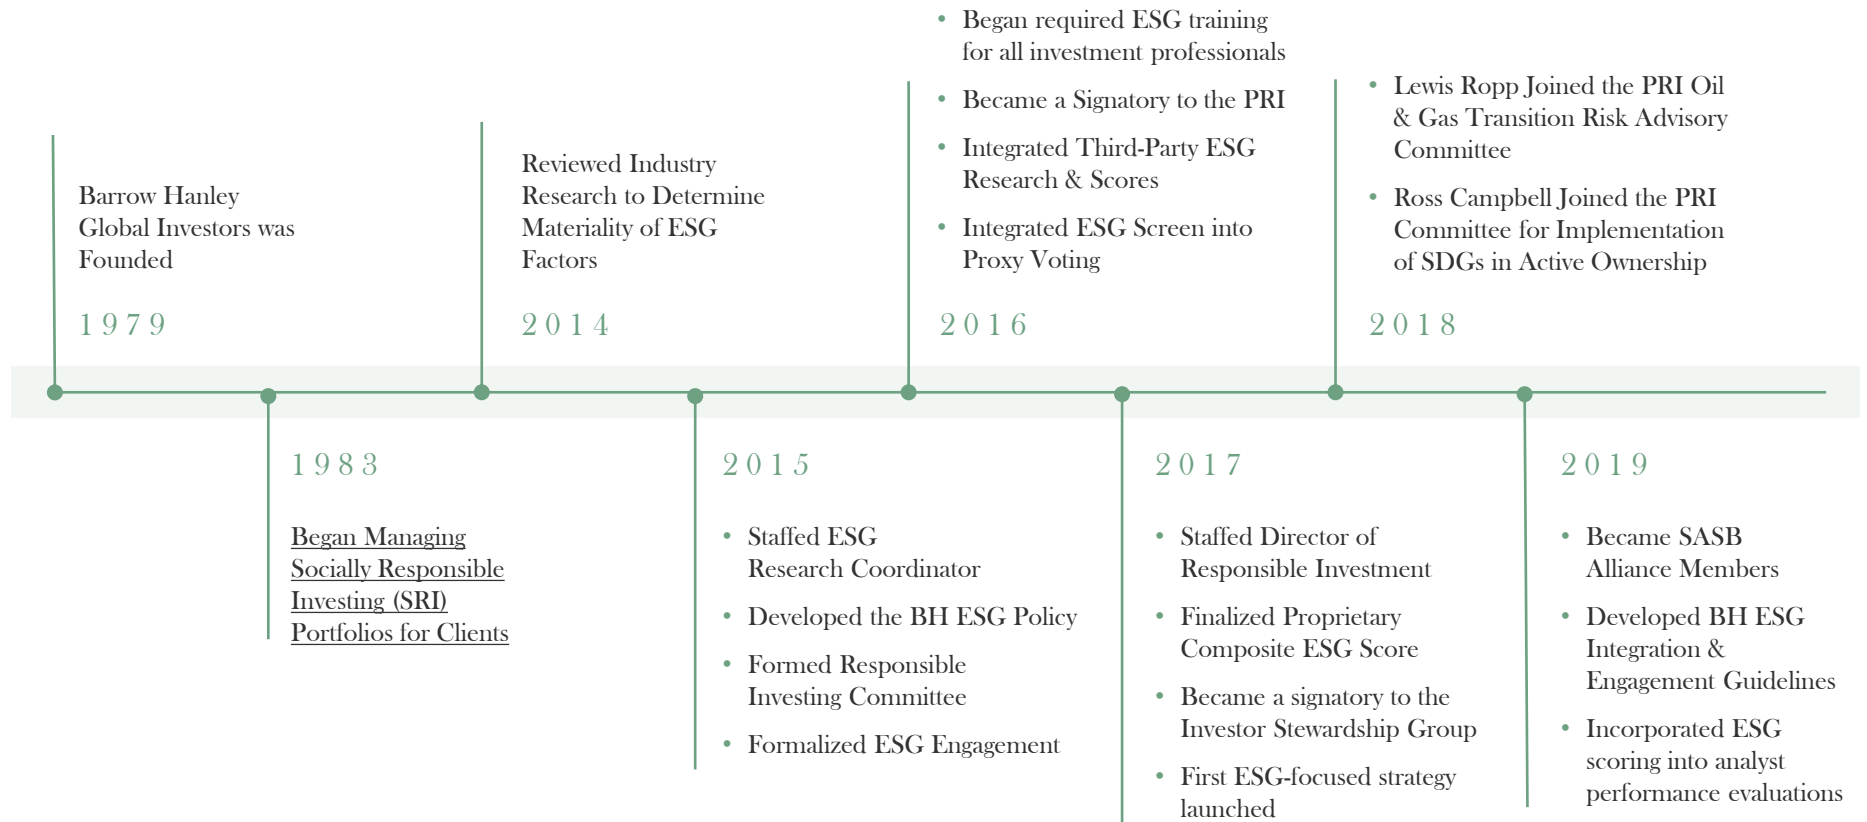 Barrow Hanley
Global Investors was
Founded
1979
Began Managing
Socially Responsible
Investing (SRI)
Portfolios for Clients
1983
Reviewed Industry
Research to Determine
Materiality of ESG
Factors
2014
2015
• Staffed ESG
Research Coordinator
• Developed the BH ESG Policy
• Formed Responsible
Investing Committee
• Formalized ESG Engagement
• Began required ESG training
for all investment professionals
• Became a Signatory to the PRI
• Integrated Third-Party ESG
Research & Scores
• Integrated ESG Screen into
Proxy Voting
2016
2017
• Staffed Director of
Responsible Investment
• Finalized Proprietary
Composite ESG Score
• Became a signatory to the
Investor Stewardship Group
• First ESG-focused strategy
launched
• Lewis Ropp Joined the PRI Oil
& Gas Transition Risk Advisory
Committee
• Ross Campbell Joined the PRI
Committee for Implementation
of SDGs in Active Ownership
2018
2019
• Became SASB
Alliance Members
• Developed BH ESG
Integration &
Engagement Guidelines
• Incorporated ESG
scoring into analyst
performance evaluations